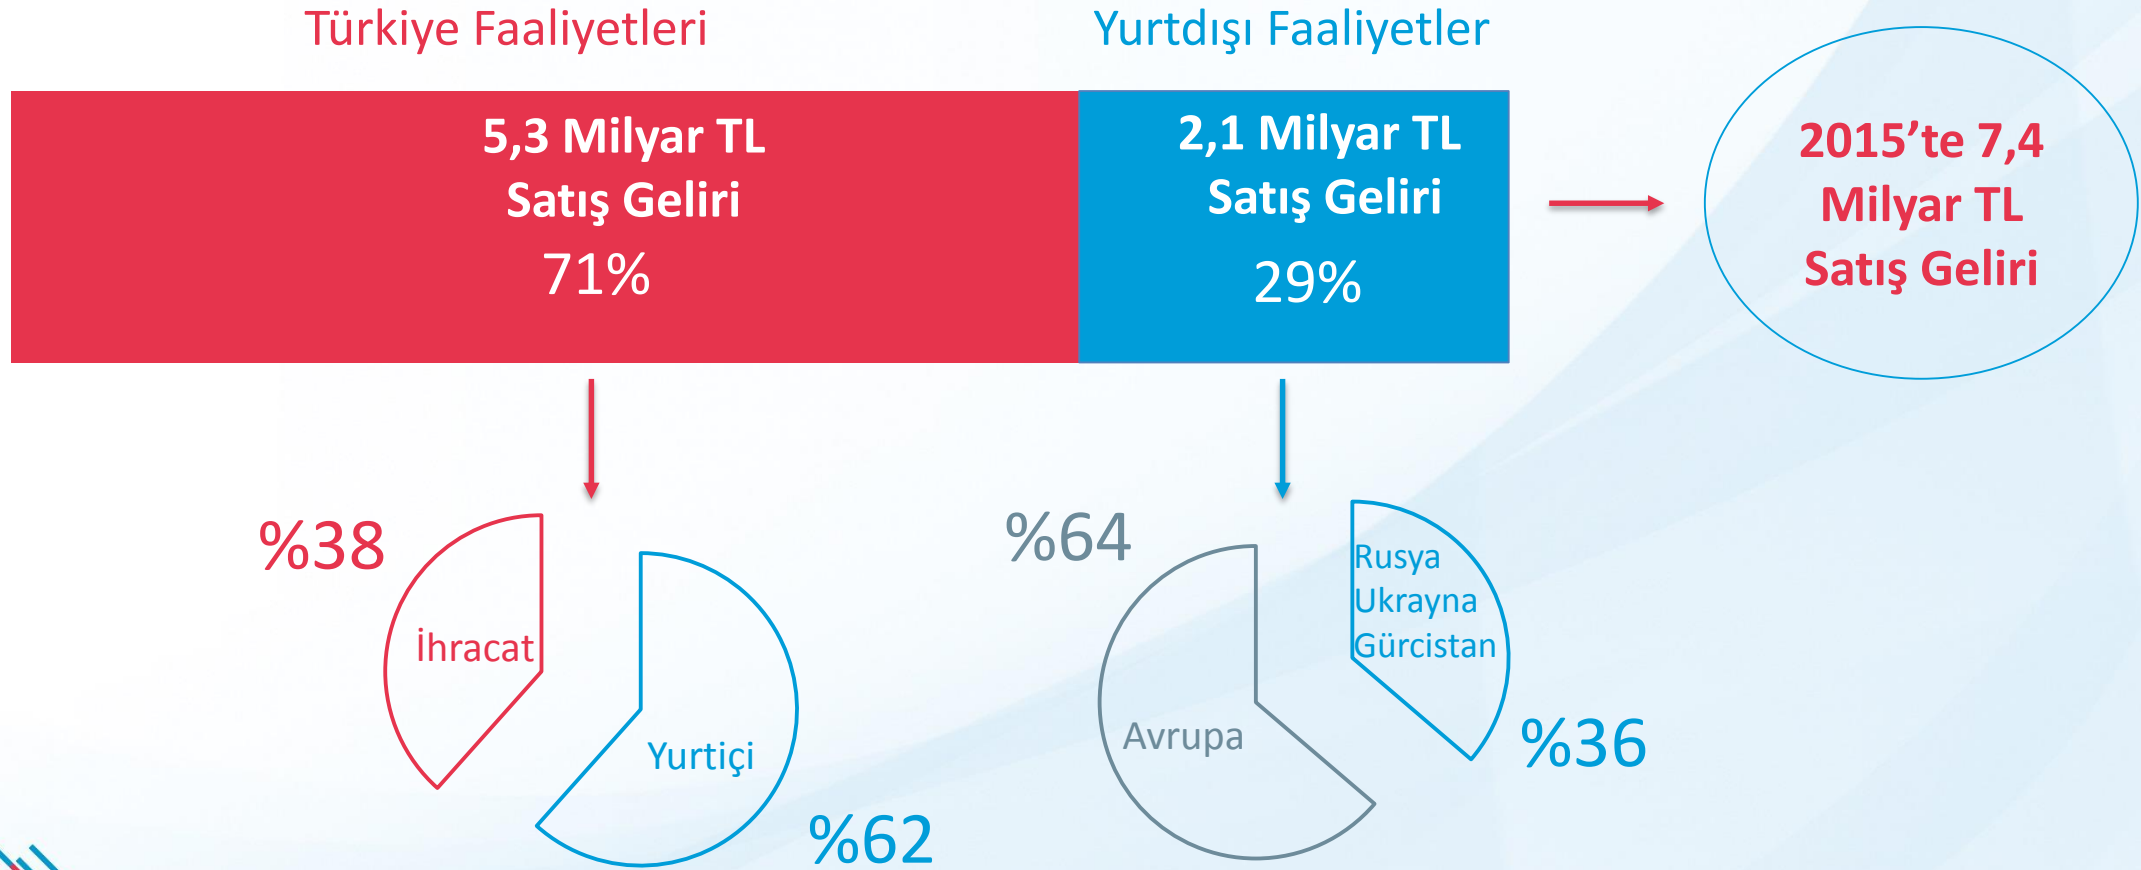 Türkiye Faaliyetleri
Yurtdışı Faaliyetler
5,3 Milyar TL
Satış Geliri
71%
2,1 Milyar TL
Satış Geliri
29%
2015’te 7,4
Milyar TL
Satış Geliri
%38
İhracat
Yurtiçi
%62
%64
Avrupa
Rusya
Ukrayna
Gürcistan
%36